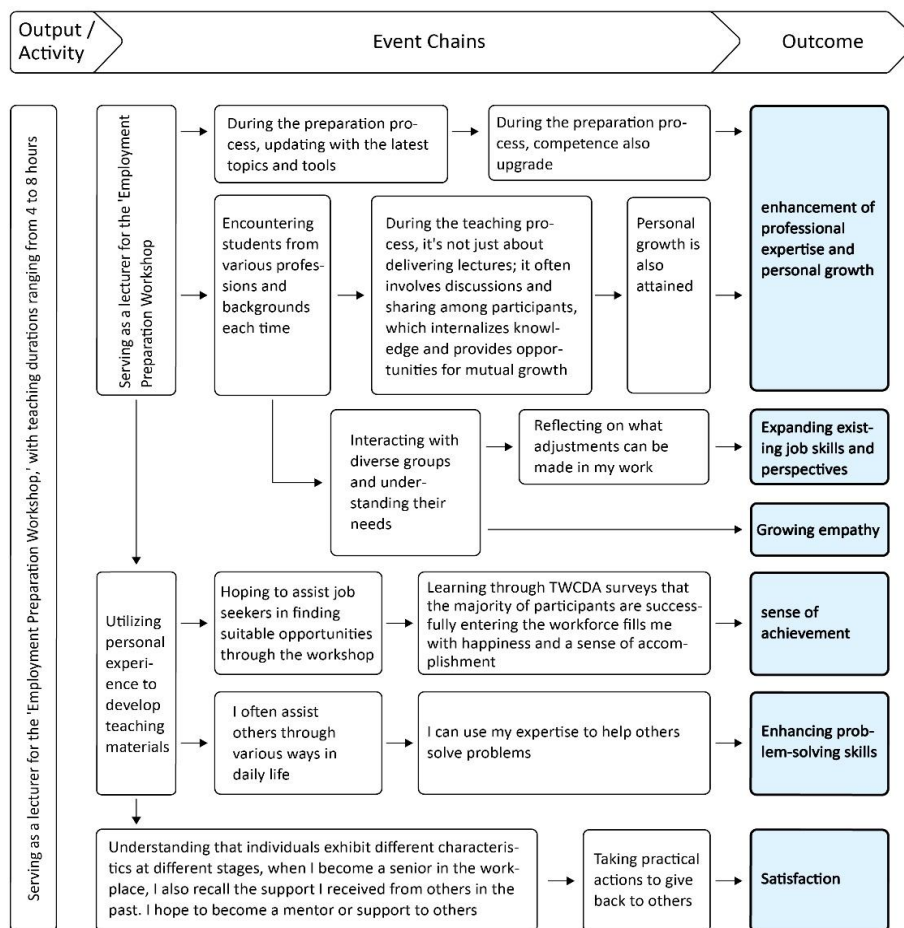 Output /
Activity
Event Chains
Outcome
Serving as a lecturer for the 'Employment Preparation Workshop,' with teaching durations ranging from 4 to 8 hours
Serving as a lecturer for the 'Employment
Preparation Workshop
During the preparation pro-
cess, updating with the latest
topics and tools
During the preparation pro-
cess, competence also
upgrade
enhancement of
professional
expertise and
personal growth
Encountering
students from
various profes-
sions and
backgrounds
each time
During the teaching pro-
cess, it's not just about
delivering lectures; it often
involves discussions and
sharing among participants,
which internalizes knowl-
edge and provides oppor-
tunities for mutual growth
Personal
growth is
also
attained
Interacting with
diverse groups
and under-
standing their
needs
Reflecting on what
adjustments can be
made in my work
Expanding exist-
ing job skills and
perspectives
Growing empathy
Utilizing
personal
experi-
ence to
develop
teaching
materials
Hoping to assist job
seekers in finding
suitable opportunities
through the workshop
Learning through TWCDA surveys that
the majority of participants are success-
fully entering the workforce fills me
with happiness and a sense of accom-
plishment
sense of
achievement
I often assist
others through
various ways in
daily life
I can use my expertise to help others
solve problems
Enhancing prob-
lem-solving skills
Understanding that individuals exhibit different characteris-
tics at different stages, when I become a senior in the work-
place, I also recall the support I received from others in the
past. I hope to become a mentor or support to others
Taking practical
actions to give
back to others
Satisfaction